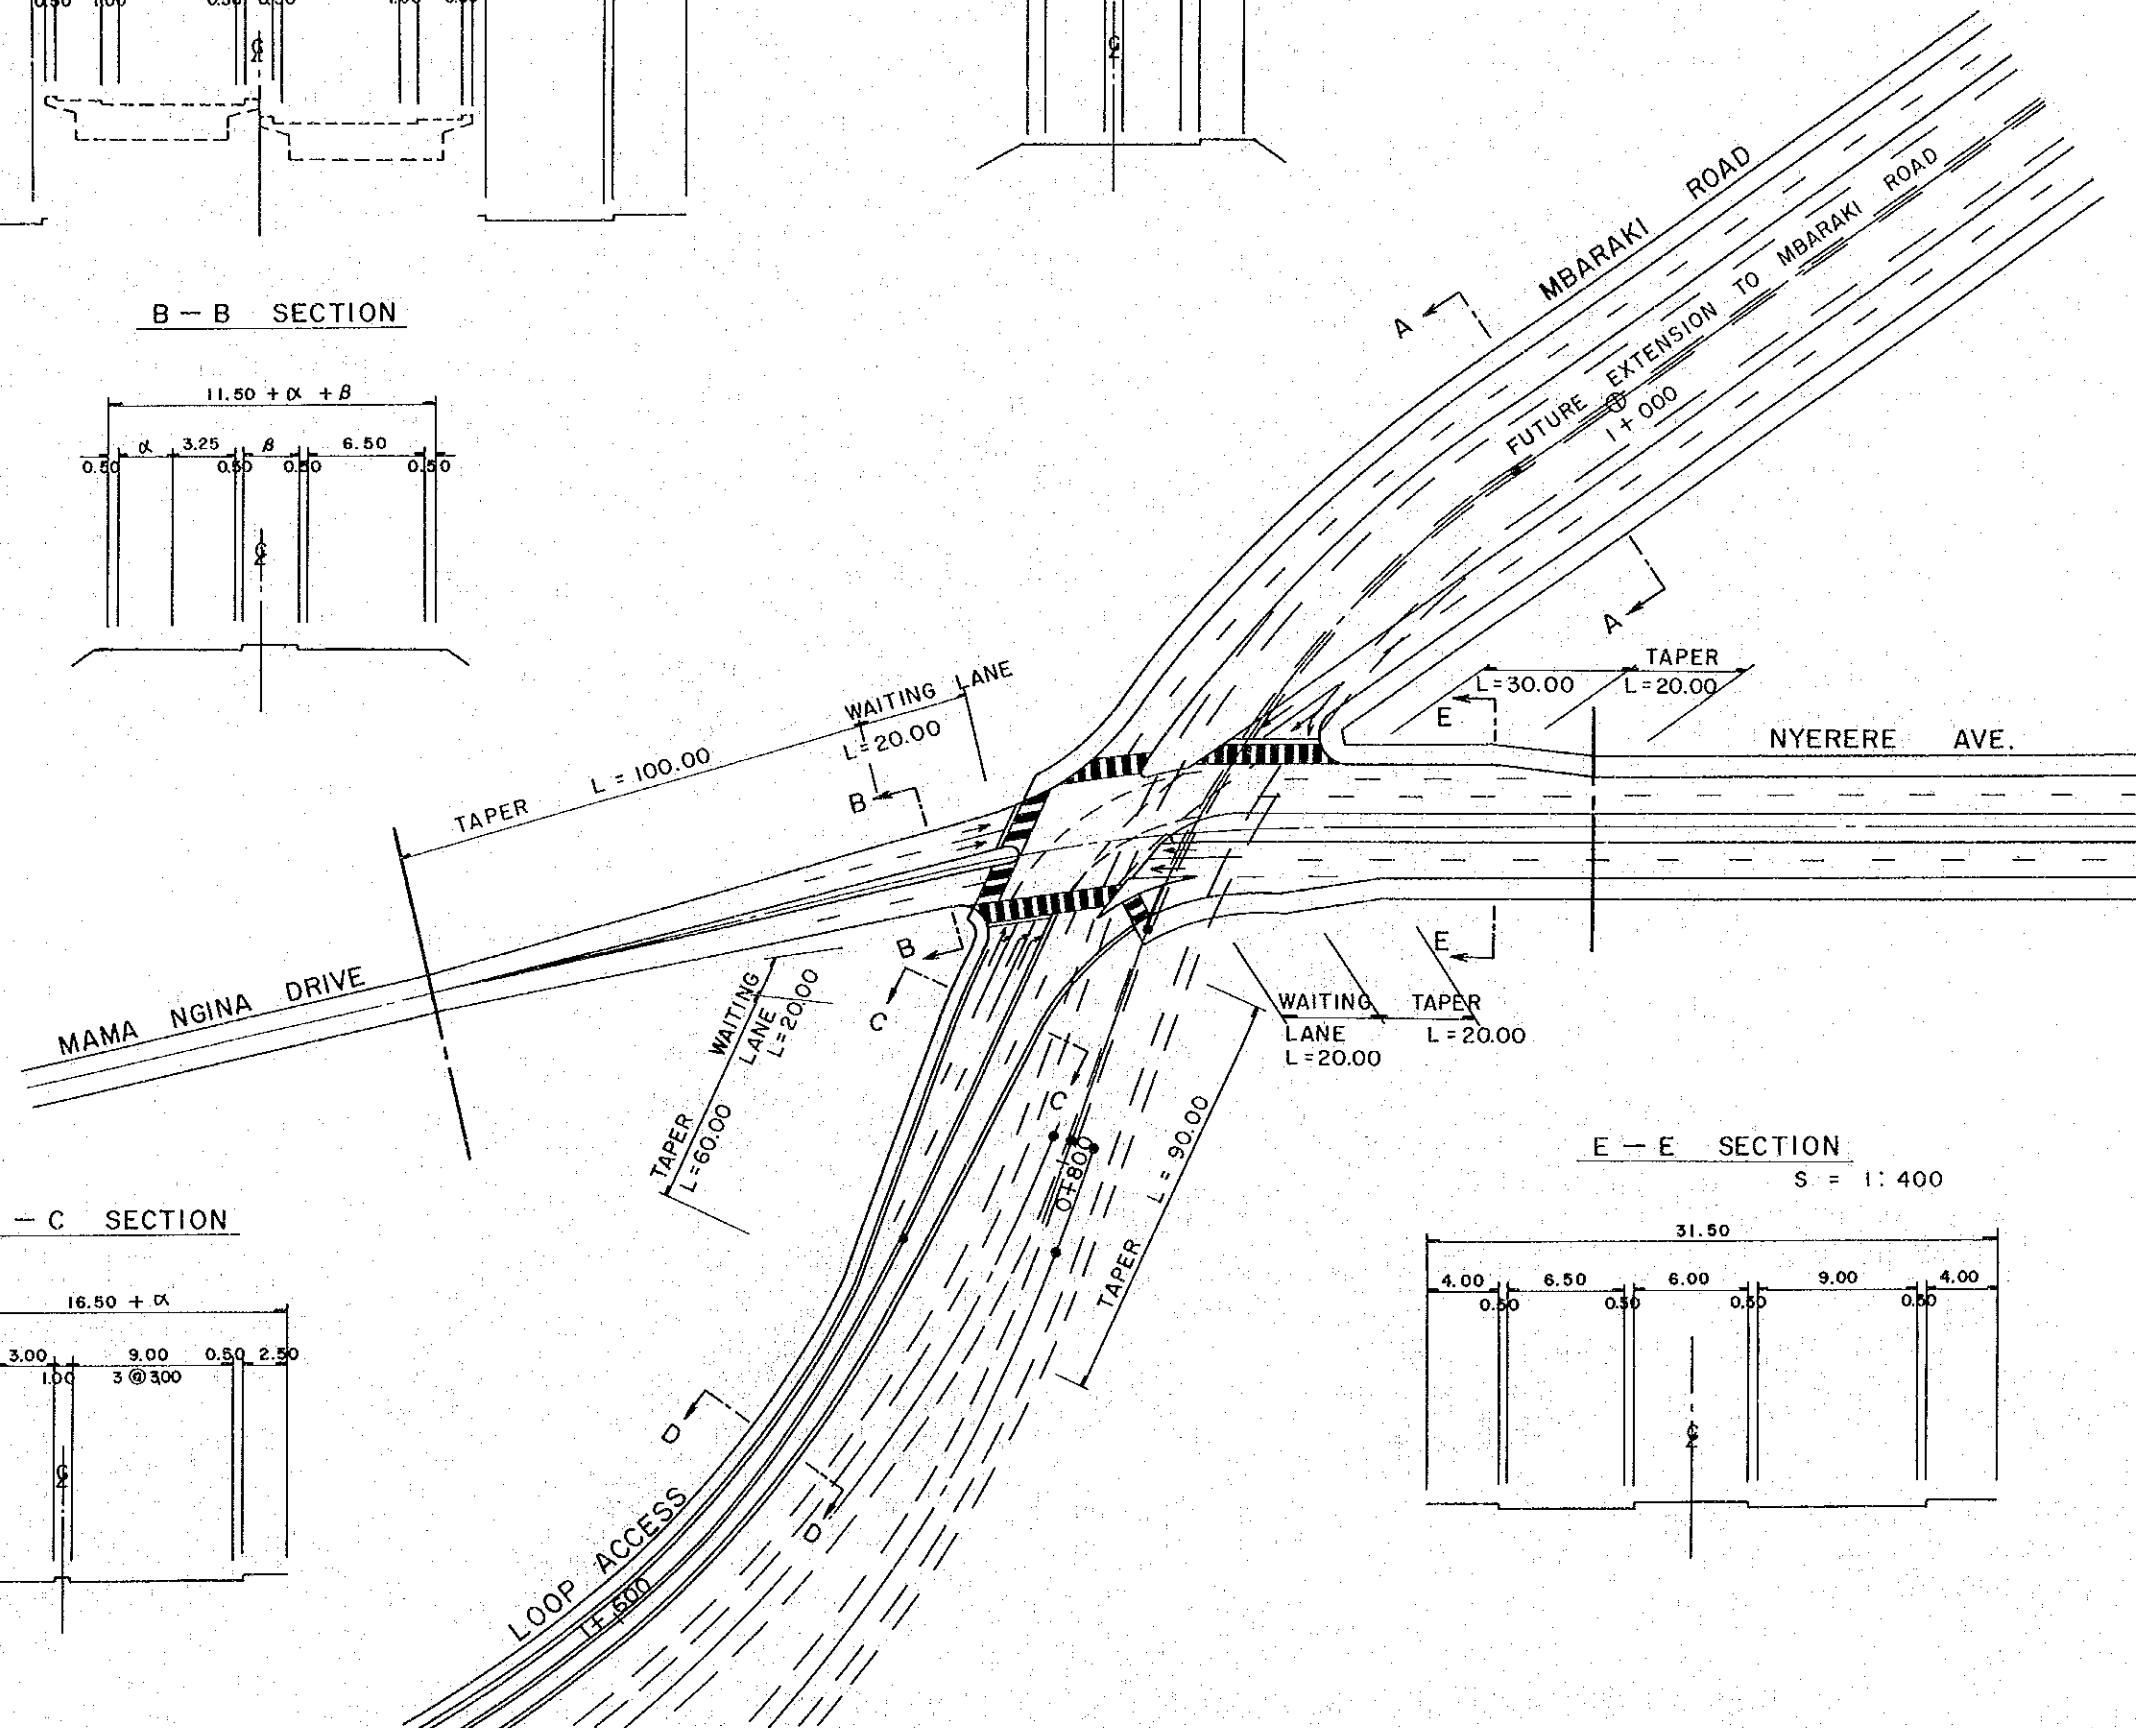 B - B SECTION
11.50 + α + β
α 3.25 β 6.50
0.50 0.50 0.50 0.50
MBARAKI ROAD
FUTURE EXTENSION TO MBARAKI ROAD
1 + 000
A
A
TAPER
L=30.00 L=20.00
E
NYERERE AVE.
WAITING LANE
L=20.00
TAPER L = 100.00
B
B
MAMA NGINA DRIVE
WAITING
LANE
L=20.00
TAPER
L=60.00
C
C
E
WAITING TAPER
LANE L=20.00
L=20.00
0+800
TAPER L = 90.00
D
D
LOOP ACCESS
1+600
E - E SECTION
S = 1:400
31.50
4.00 6.50 6.00 9.00 4.00
0.50 0.50 0.50 0.50
- C SECTION
16.50 + α
3.00 9.00 0.50 2.50
1.00 3 @ 3.00